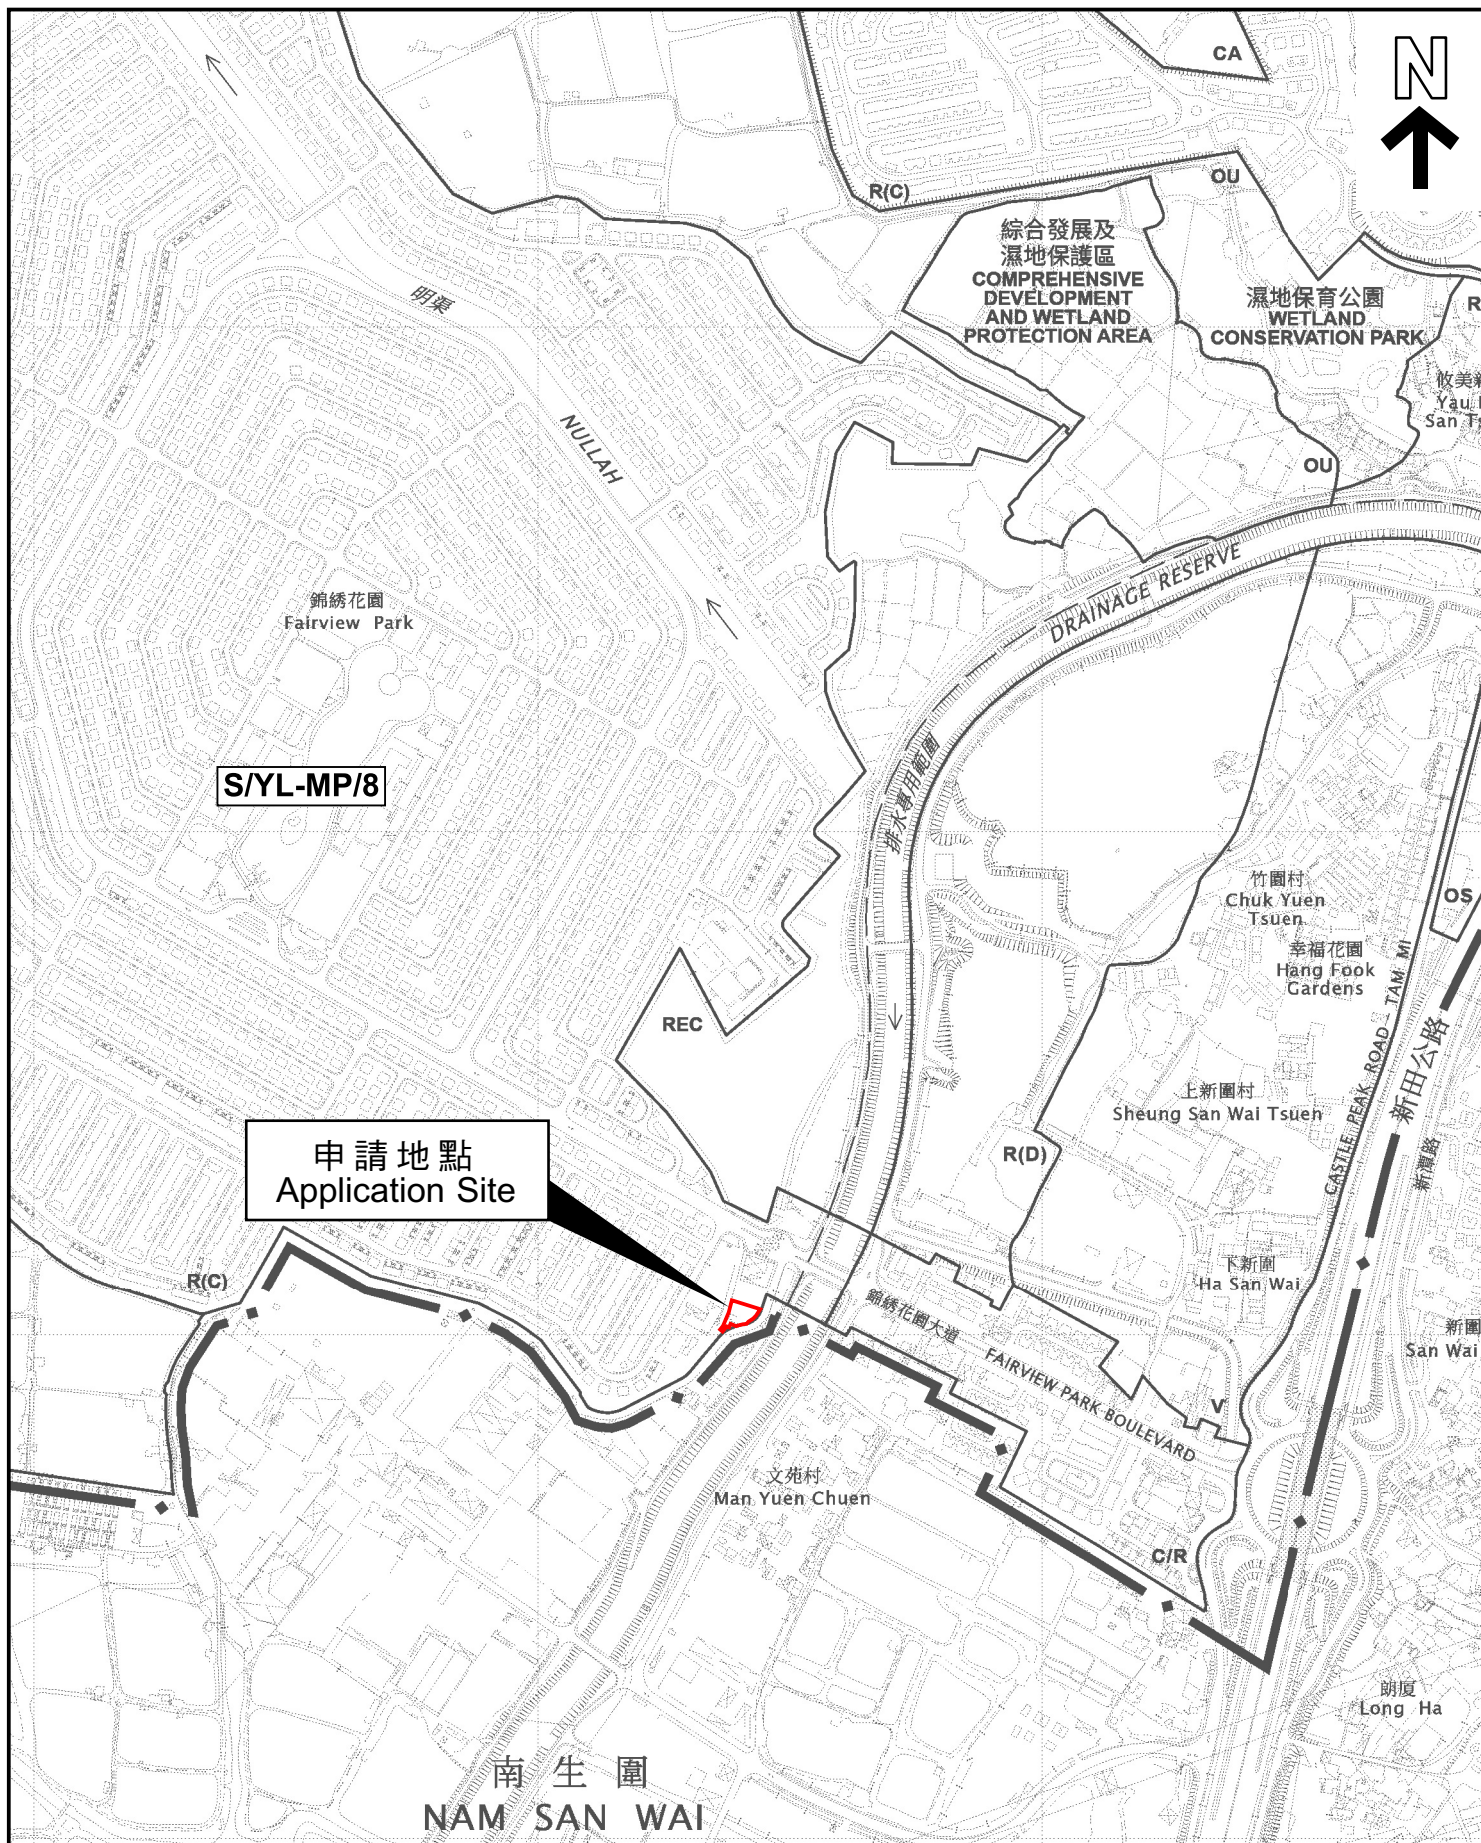 CA
N
R(C)
OU
綜合發展及
濕地保護區
COMPREHENSIVE
DEVELOPMENT
AND WETLAND
PROTECTION AREA
濕地保育公園
WETLAND
CONSERVATION PARK
R
明渠
NULLAH
攸美
Yau
San
OU
DRAINAGE RESERVE
錦綉花園
Fairview Park
S/YL-MP/8
排水專用範圍
竹園村
Chuk Yuen
Tsuen
OS
幸福花園
Hang Fook
Gardens
REC
CASTLE PEAK ROAD - TAM MI
新田公路
上新圍村
Sheung San Wai Tsuen
新潭路
R(D)
申請地點
Application Site
R(C)
下新圍
Ha San Wai
錦綉花園大道
FAIRVIEW PARK BOULEVARD
新圍
San Wai
V
文苑村
Man Yuen Chuen
C/R
朗廈
Long Ha
南生圍
NAM SAN WAI